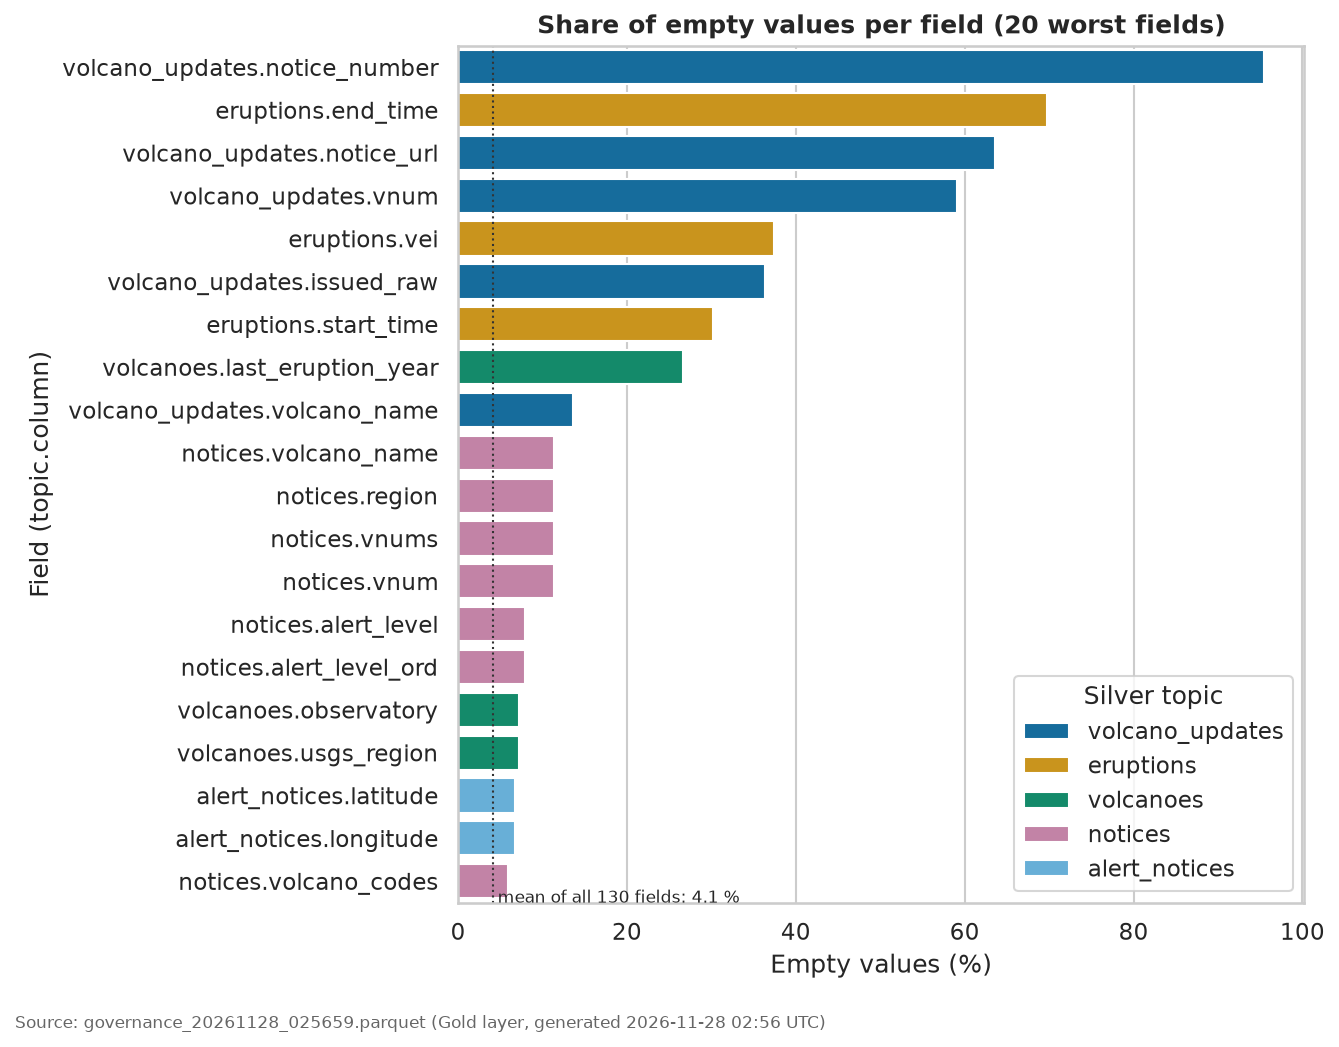 Share of empty values per field (20 worst fields)
Field (topic.column)
volcano_updates.notice_number
eruptions.end_time
volcano_updates.notice_url
volcano_updates.vnum
eruptions.vei
volcano_updates.issued_raw
eruptions.start_time
volcanoes.last_eruption_year
volcano_updates.volcano_name
notices.volcano_name
notices.region
notices.vnums
notices.vnum
notices.alert_level
notices.alert_level_ord
volcanoes.observatory
volcanoes.usgs_region
alert_notices.latitude
alert_notices.longitude
notices.volcano_codes
mean of all 130 fields: 4.1 %
Silver topic
volcano_updates
eruptions
volcanoes
notices
alert_notices
0 20 40 60 80 100
Empty values (%)
Source: governance_20261128_025659.parquet (Gold layer, generated 2026-11-28 02:56 UTC)